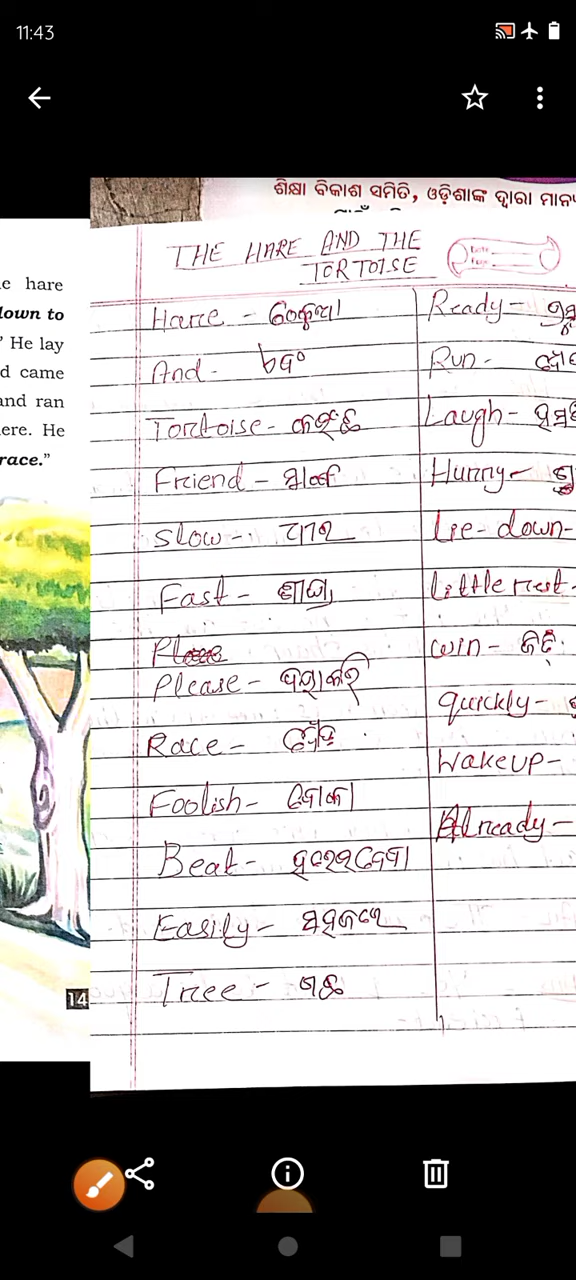 11:43
ଶିକ୍ଷା ବିକାଶ ସମିତି, ଓଡ଼ିଶାଙ୍କ ଦ୍ୱାରା ମାନ୍ୟ
THE HARE AND THE
TORTOISE
Hare - ଠେକୁଆ
And - ଏବଂ
Tortoise - କଇଁଛ
Friend - ସାଙ୍ଗ
Slow -
Fast - ଶୀଘ୍ର
Please - ଦୟାକରି
Race - ଦୌଡ଼
Foolish - ବୋକା
Beat -
Easily - ସହଜରେ
Tree - ଗଛ
Ready -
Run -
Laugh -
Hurry -
Lie-down -
Little rest -
Win -
quickly -
Wakeup -
Already -
e hare
down to
" He lay
d came
and ran
ere. He
race."
14